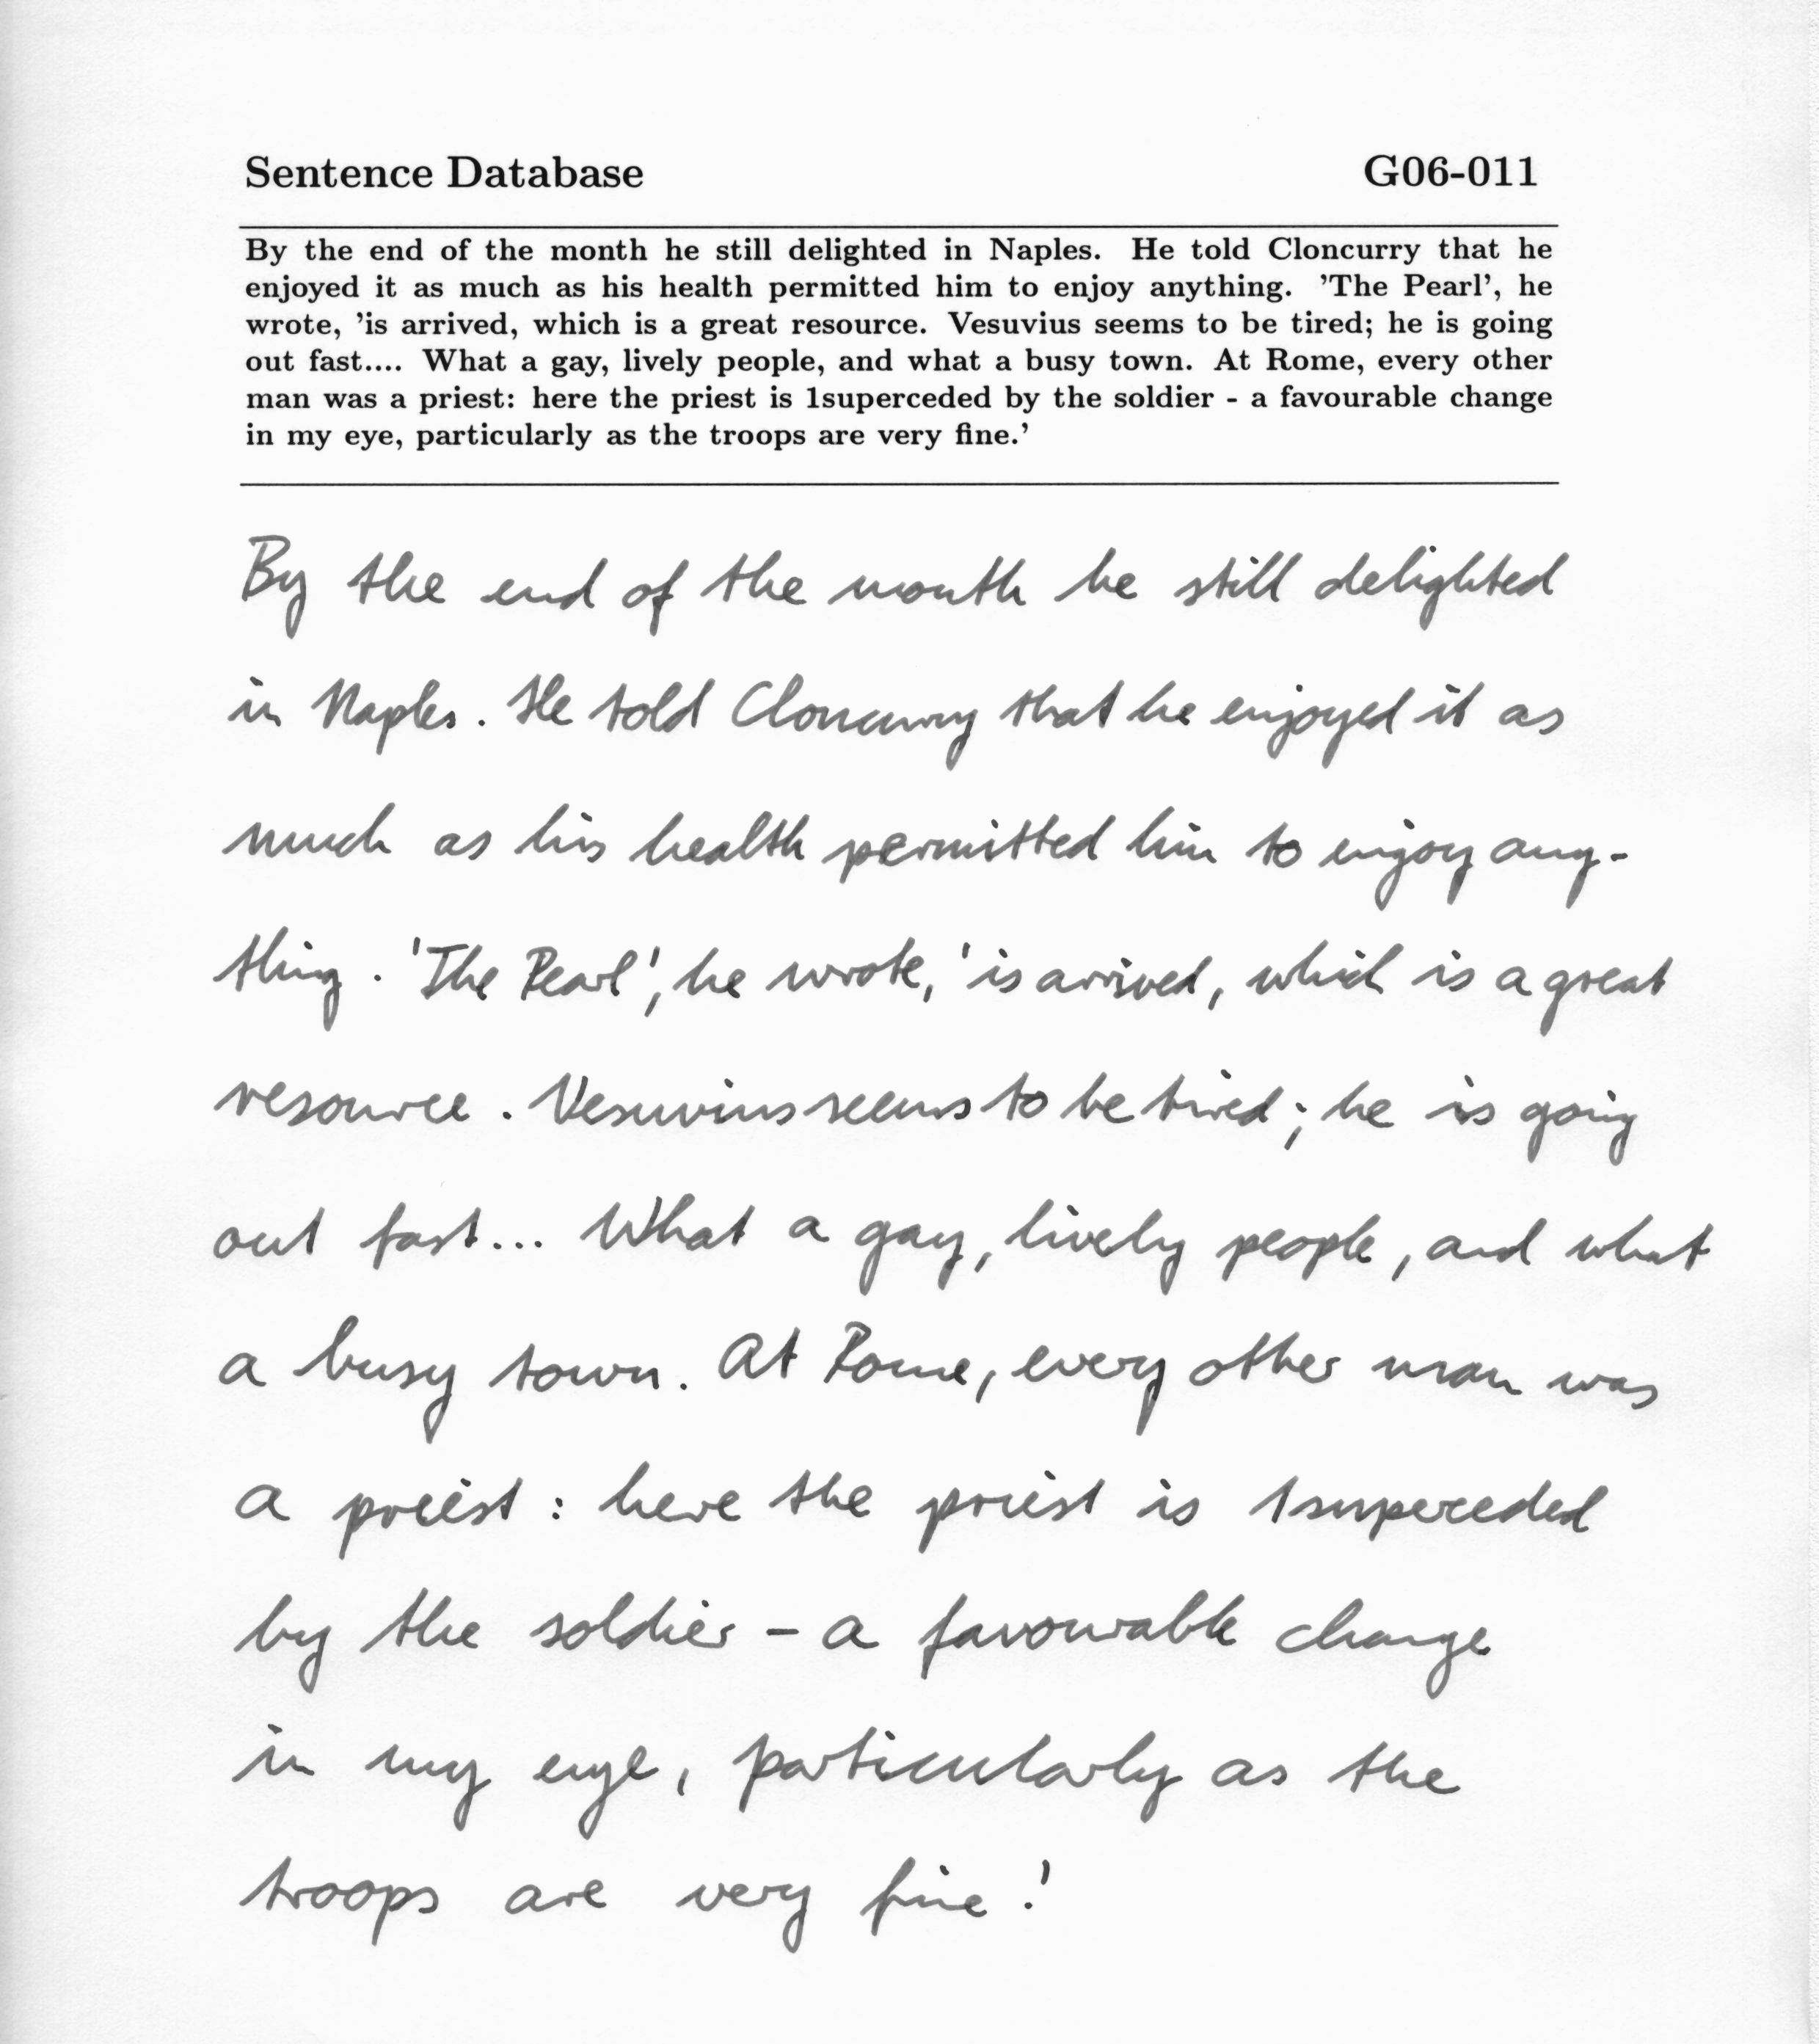 Sentence Database G06-011
By the end of the month he still delighted in Naples. He told Cloncurry that he
enjoyed it as much as his health permitted him to enjoy anything. 'The Pearl', he
wrote, 'is arrived, which is a great resource. Vesuvius seems to be tired; he is going
out fast.... What a gay, lively people, and what a busy town. At Rome, every other
man was a priest: here the priest is 1superceded by the soldier - a favourable change
in my eye, particularly as the troops are very fine.'
By the end of the month he still delighted
in Naples. He told Cloncurry that he enjoyed it as
much as his health permitted him to enjoy any-
thing. 'The Pearl', he wrote, 'is arrived, which is a great
resource. Vesuvius seems to be tired; he is going
out fast... What a gay, lively people, and what
a busy town. At Rome, every other man was
a priest: here the priest is 1superceded
by the soldier - a favourable change
in my eye, particularly as the
troops are very fine.'